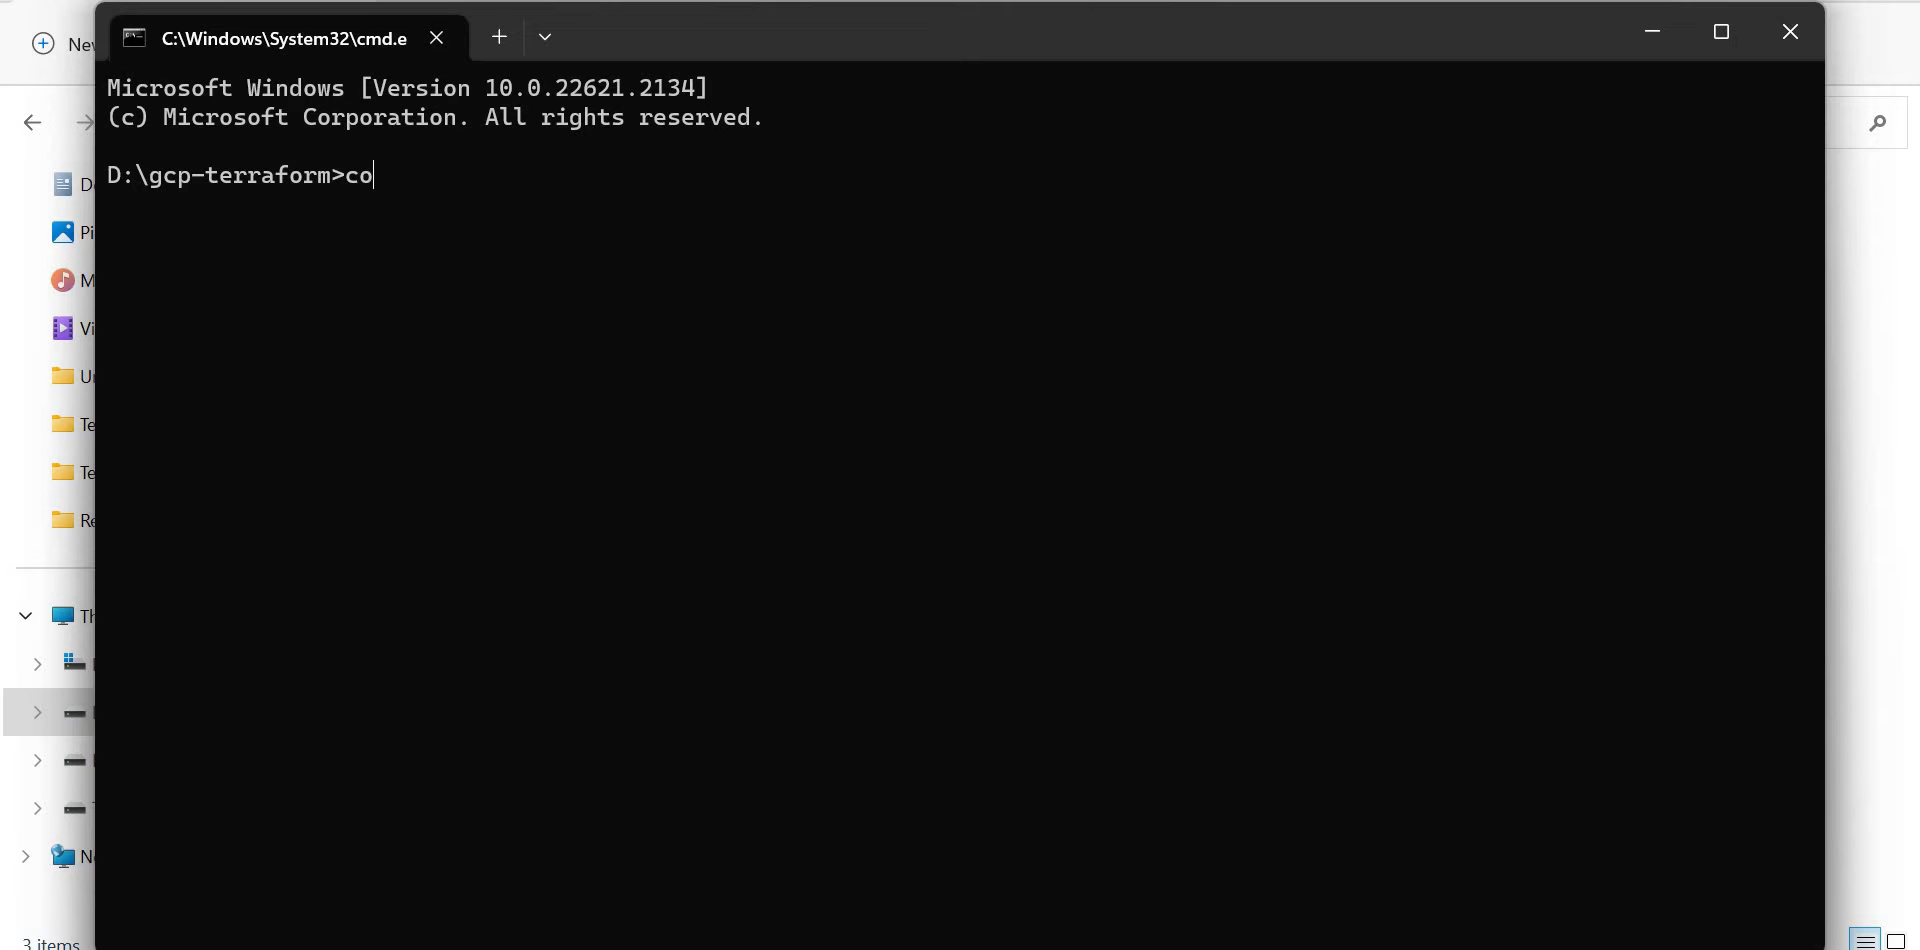 C:\Windows\System32\cmd.e
Microsoft Windows [Version 10.0.22621.2134]
(c) Microsoft Corporation. All rights reserved.
D:\gcp-terraform>co
3 items